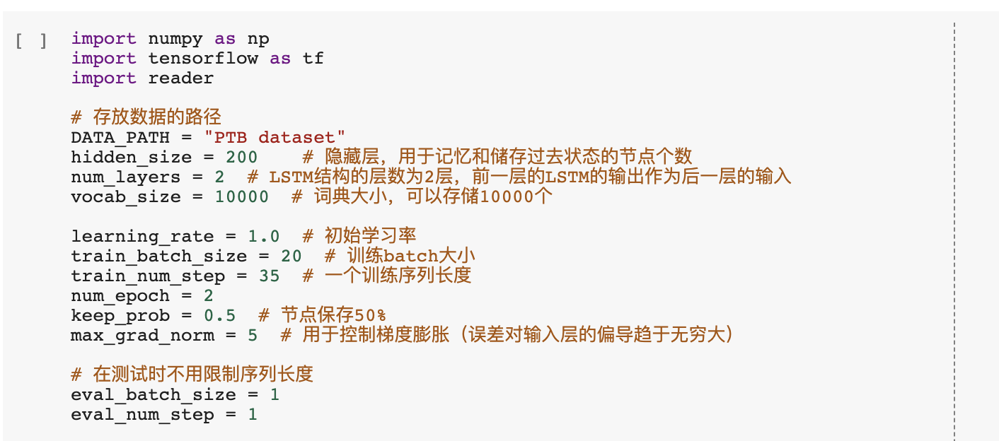 [ ] import numpy as np
import tensorflow as tf
import reader
# 存放数据的路径
DATA_PATH = "PTB dataset"
hidden_size = 200    # 隐藏层，用于记忆和储存过去状态的节点个数
num_layers = 2  # LSTM结构的层数为2层，前一层的LSTM的输出作为后一层的输入
vocab_size = 10000  # 词典大小，可以存储10000个
learning_rate = 1.0  # 初始学习率
train_batch_size = 20  # 训练batch大小
train_num_step = 35  # 一个训练序列长度
num_epoch = 2
keep_prob = 0.5  # 节点保存50%
max_grad_norm = 5  # 用于控制梯度膨胀（误差对输入层的偏导趋于无穷大）
# 在测试时不用限制序列长度
eval_batch_size = 1
eval_num_step = 1